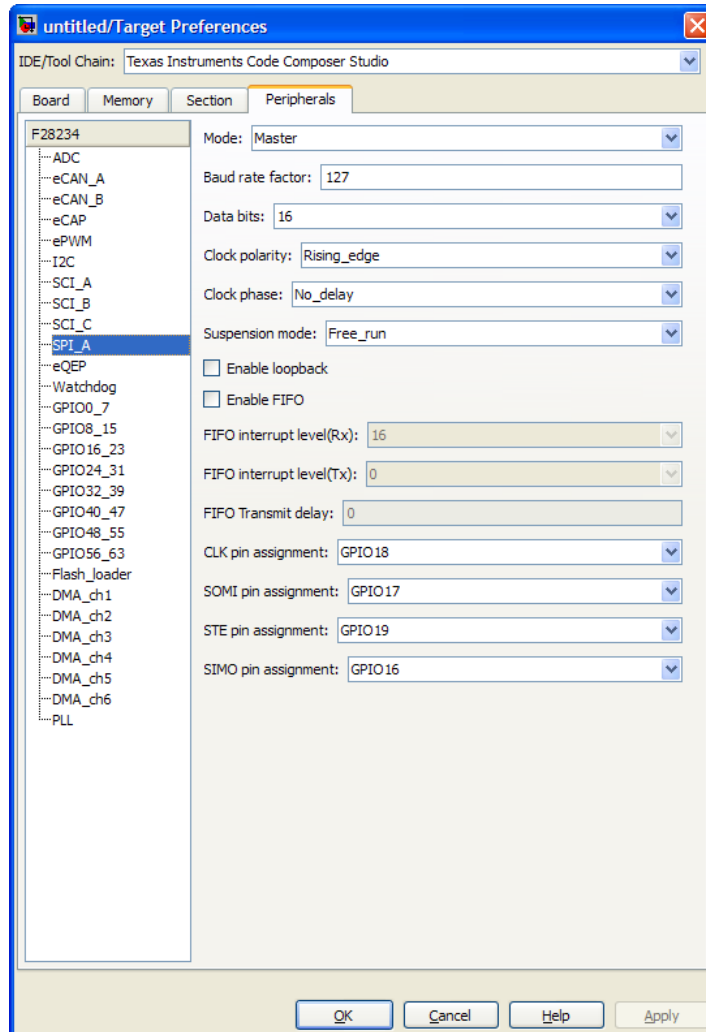 untitled/Target Preferences
IDE/Tool Chain: Texas Instruments Code Composer Studio
Board Memory Section Peripherals
F28234
ADC
eCAN_A
eCAN_B
eCAP
ePWM
I2C
SCI_A
SCI_B
SCI_C
SPI_A
eQEP
Watchdog
GPIO0_7
GPIO8_15
GPIO16_23
GPIO24_31
GPIO32_39
GPIO40_47
GPIO48_55
GPIO56_63
Flash_loader
DMA_ch1
DMA_ch2
DMA_ch3
DMA_ch4
DMA_ch5
DMA_ch6
PLL
Mode: Master
Baud rate factor: 127
Data bits: 16
Clock polarity: Rising_edge
Clock phase: No_delay
Suspension mode: Free_run
Enable loopback
Enable FIFO
FIFO interrupt level(Rx): 16
FIFO interrupt level(Tx): 0
FIFO Transmit delay: 0
CLK pin assignment: GPIO18
SOMI pin assignment: GPIO17
STE pin assignment: GPIO19
SIMO pin assignment: GPIO16
OK Cancel Help Apply